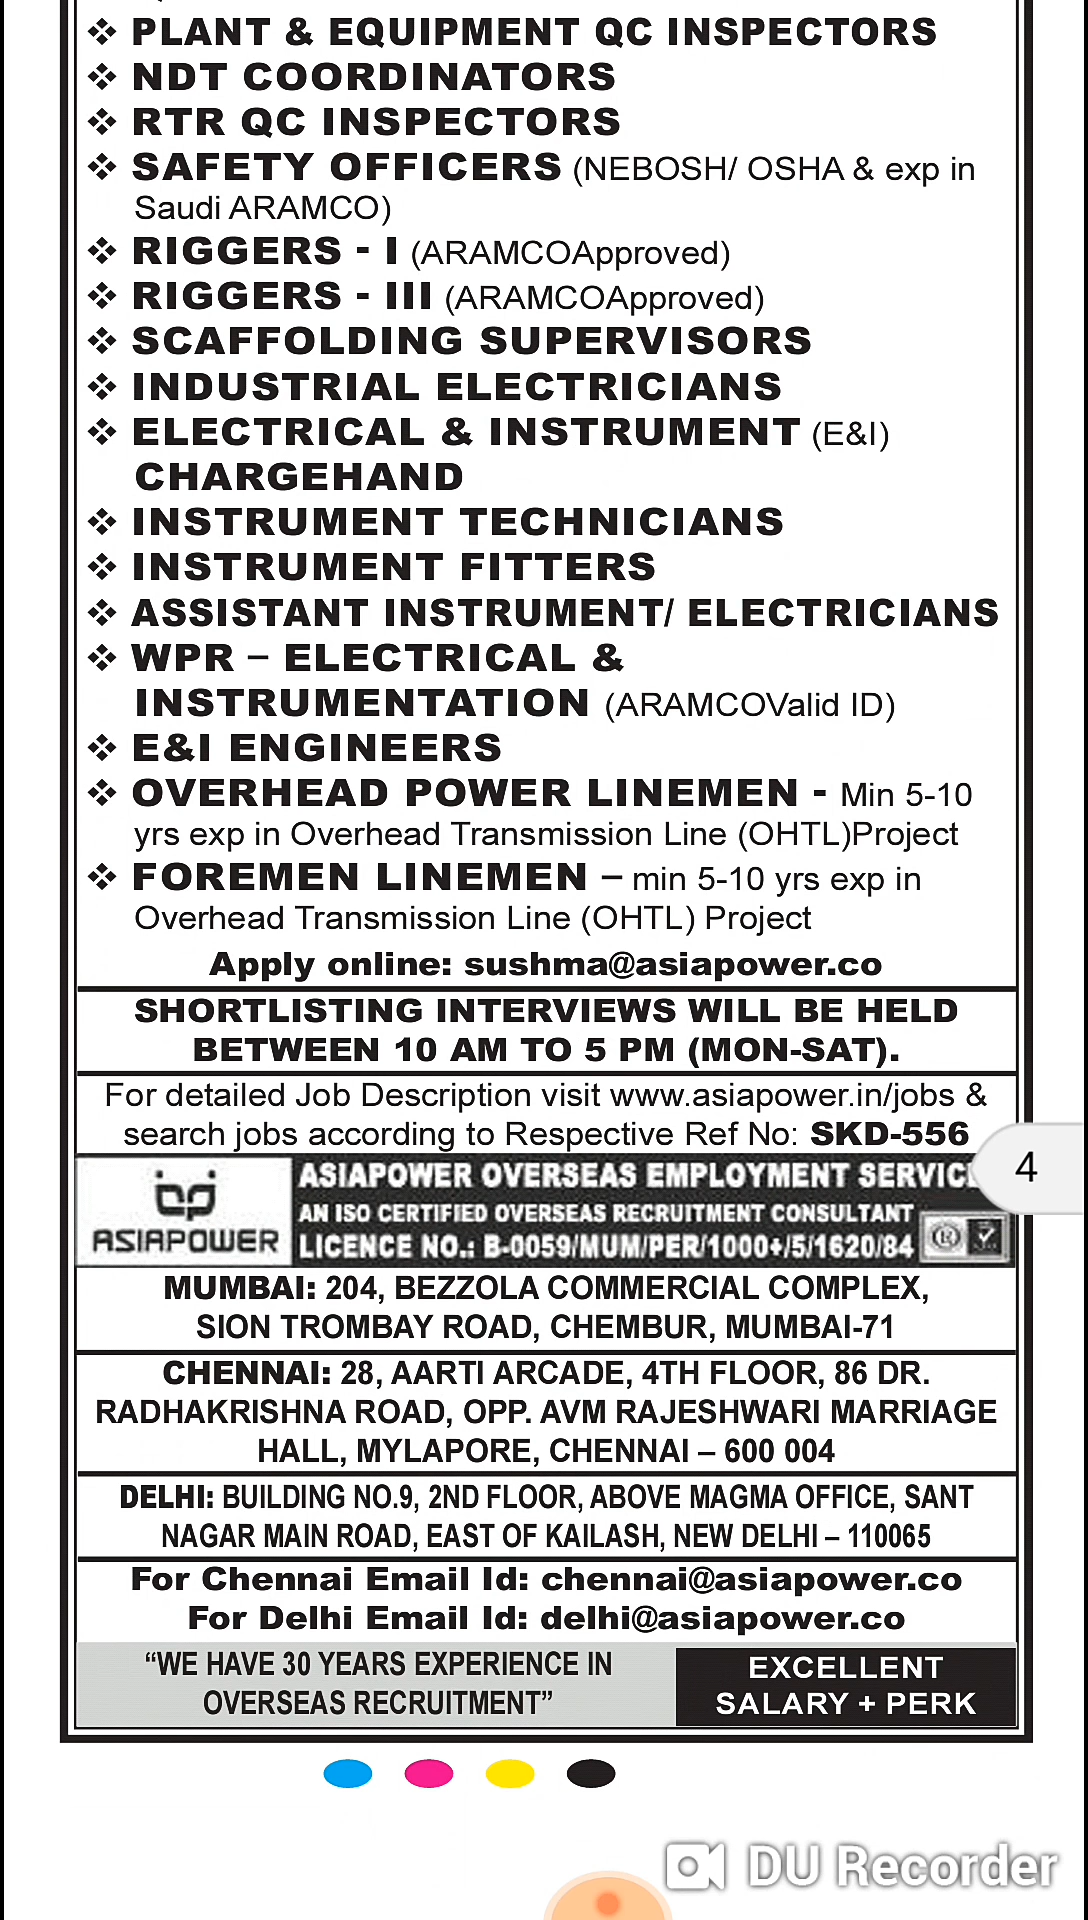 ❖ PLANT & EQUIPMENT QC INSPECTORS
❖ NDT COORDINATORS
❖ RTR QC INSPECTORS
❖ SAFETY OFFICERS (NEBOSH/ OSHA & exp in
Saudi ARAMCO)
❖ RIGGERS - I (ARAMCOApproved)
❖ RIGGERS - III (ARAMCOApproved)
❖ SCAFFOLDING SUPERVISORS
❖ INDUSTRIAL ELECTRICIANS
❖ ELECTRICAL & INSTRUMENT (E&I)
CHARGEHAND
❖ INSTRUMENT TECHNICIANS
❖ INSTRUMENT FITTERS
❖ ASSISTANT INSTRUMENT/ ELECTRICIANS
❖ WPR – ELECTRICAL &
INSTRUMENTATION (ARAMCOValid ID)
❖ E&I ENGINEERS
❖ OVERHEAD POWER LINEMEN - Min 5-10
yrs exp in Overhead Transmission Line (OHTL)Project
❖ FOREMEN LINEMEN – min 5-10 yrs exp in
Overhead Transmission Line (OHTL) Project
Apply online: sushma@asiapower.co
SHORTLISTING INTERVIEWS WILL BE HELD
BETWEEN 10 AM TO 5 PM (MON-SAT).
For detailed Job Description visit www.asiapower.in/jobs &
search jobs according to Respective Ref No: SKD-556
4
ASIAPOWER
ASIAPOWER OVERSEAS EMPLOYMENT SERVIC
AN ISO CERTIFIED OVERSEAS RECRUITMENT CONSULTANT
LICENCE NO.: B-0059/MUM/PER/1000+/5/1620/84
MUMBAI: 204, BEZZOLA COMMERCIAL COMPLEX,
SION TROMBAY ROAD, CHEMBUR, MUMBAI-71
CHENNAI: 28, AARTI ARCADE, 4TH FLOOR, 86 DR.
RADHAKRISHNA ROAD, OPP. AVM RAJESHWARI MARRIAGE
HALL, MYLAPORE, CHENNAI – 600 004
DELHI: BUILDING NO.9, 2ND FLOOR, ABOVE MAGMA OFFICE, SANT
NAGAR MAIN ROAD, EAST OF KAILASH, NEW DELHI – 110065
For Chennai Email Id: chennai@asiapower.co
For Delhi Email Id: delhi@asiapower.co
“WE HAVE 30 YEARS EXPERIENCE IN
OVERSEAS RECRUITMENT”
EXCELLENT
SALARY + PERK
DU Recorder